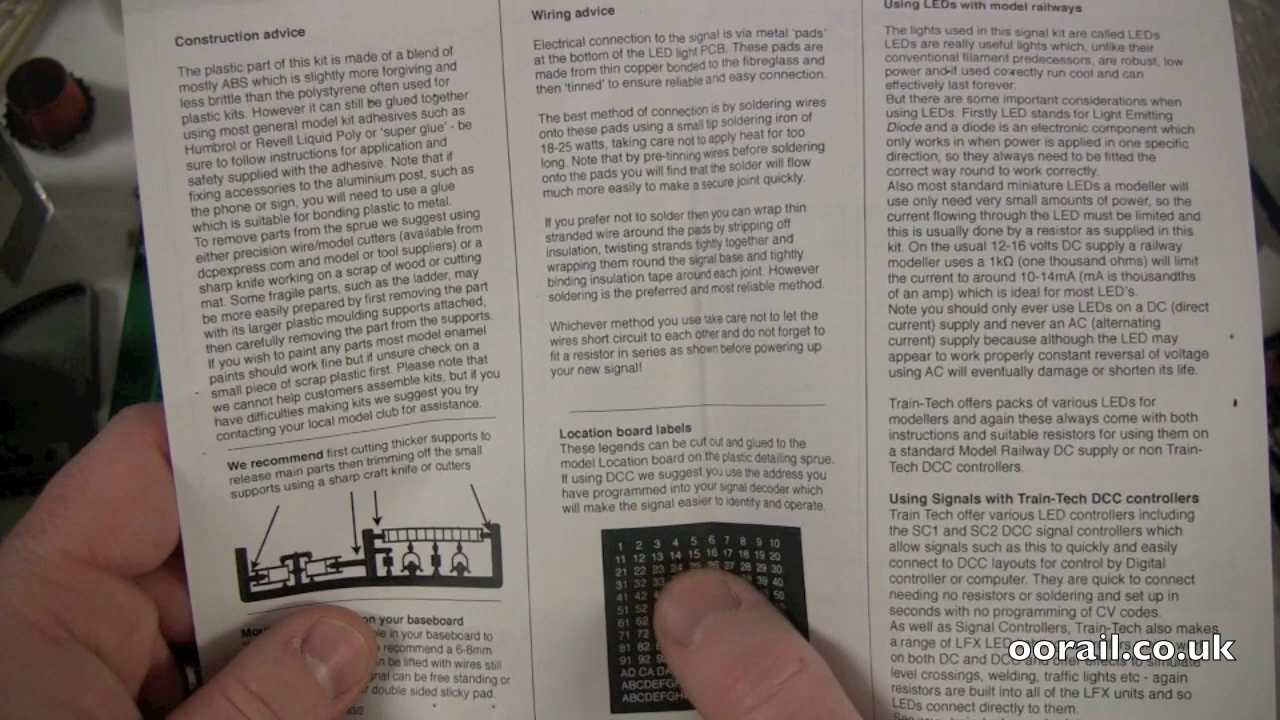 Construction advice
The plastic part of this kit is made of a blend of
mostly ABS which is slightly more forgiving and
less brittle than the polystyrene often used for
plastic kits. However it can still be glued together
using most general model kit adhesives such as
Humbrol or Revell Liquid Poly or 'super glue' - be
sure to follow instructions for application and
safety supplied with the adhesive. Note that if
fixing accessories to the aluminium post, such as
the phone or sign, you will need to use a glue
which is suitable for bonding plastic to metal.
To remove parts from the sprue we suggest using
either precision wire/model cutters (available from
dcpexpress.com and model or tool suppliers) or a
sharp knife working on a scrap of wood or cutting
mat. Some fragile parts, such as the ladder, may
be more easily prepared by first removing the part
with its larger plastic moulding supports attached,
then carefully removing the part from the supports.
If you wish to paint any parts most model enamel
paints should work fine but if unsure check on a
small piece of scrap plastic first. Please note that
we cannot help customers assemble kits, but if you
have difficulties making kits we suggest you try
contacting your local model club for assistance.
We recommend first cutting thicker supports to
release main parts then trimming off the small
supports using a sharp craft knife or cutters
on your baseboard
in your baseboard to
recommend a 6-8mm
be lifted with wires still
can be free standing or
double sided sticky pad.
Wiring advice
Electrical connection to the signal is via metal 'pads'
at the bottom of the LED light PCB. These pads are
made from thin copper bonded to the fibreglass and
then 'tinned' to ensure reliable and easy connection.
The best method of connection is by soldering wires
onto these pads using a small tip soldering iron of
18-25 watts, taking care not to apply heat for too
long. Note that by pre-tinning wires before soldering
onto the pads you will find that the solder will flow
much more easily to make a secure joint quickly.
If you prefer not to solder then you can wrap thin
stranded wire around the pads by stripping off
insulation, twisting strands tightly together and
wrapping them round the signal base and tightly
binding insulation tape around each joint. However
soldering is the preferred and most reliable method.
Whichever method you use take care not to let the
wires short circuit to each other and do not forget to
fit a resistor in series as shown before powering up
your new signal!
Location board labels
These legends can be cut out and glued to the
model Location board on the plastic detailing sprue.
If using DCC we suggest you use the address you
have programmed into your signal decoder which
will make the signal easier to identify and operate.
1 2 3 4 5 6 7 8 9 10
11 12 13 14 15 16 17 18 19 20
21 22 23 24 25 26 27 28 29 30
31 32 33 39 40
41 42 50
51 52
61 62
71 72
81 82
91 92
AD CA DA
ABCDEFG
ABCDEFGH
Using LEDs with model railways
The lights used in this signal kit are called LEDs
LEDs are really useful lights which, unlike their
conventional filament predecessors, are robust, low
power and if used correctly run cool and can
effectively last forever.
But there are some important considerations when
using LEDs. Firstly LED stands for Light Emitting
Diode and a diode is an electronic component which
only works in when power is applied in one specific
direction, so they always need to be fitted the
correct way round to work correctly.
Also most standard miniature LEDs a modeller will
use only need very small amounts of power, so the
current flowing through the LED must be limited and
this is usually done by a resistor as supplied in this
kit. On the usual 12-16 volts DC supply a railway
modeller uses a 1kΩ (one thousand ohms) will limit
the current to around 10-14mA (mA is thousandths
of an amp) which is ideal for most LED's.
Note you should only ever use LEDs on a DC (direct
current) supply and never an AC (alternating
current) supply because although the LED may
appear to work properly constant reversal of voltage
using AC will eventually damage or shorten its life.
Train-Tech offers packs of various LEDs for
modellers and again these always come with both
instructions and suitable resistors for using them on
a standard Model Railway DC supply or non Train-
Tech DCC controllers.
Using Signals with Train-Tech DCC controllers
Train Tech offer various LED controllers including
the SC1 and SC2 DCC signal controllers which
allow signals such as this to quickly and easily
connect to DCC layouts for control by Digital
controller or computer. They are quick to connect
needing no resistors or soldering and set up in
seconds with no programming of CV codes.
As well as Signal Controllers, Train-Tech also makes
a range of LFX LED
on both DC and DCC and offer effects to simulate
level crossings, welding, traffic lights etc - again
resistors are built into all of the LFX units and so
LEDs connect directly to them.
oorail.co.uk